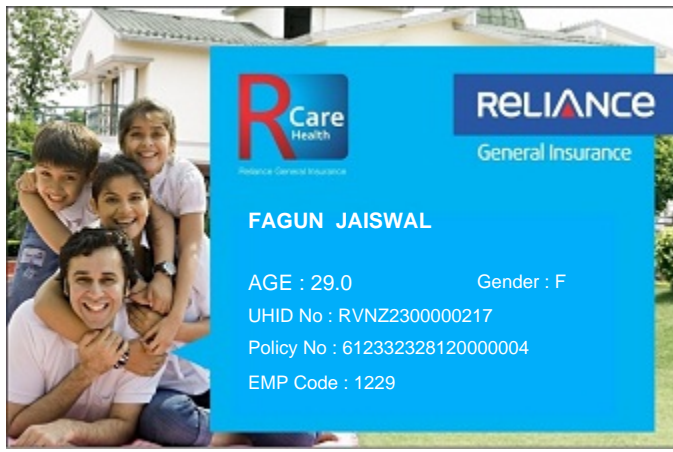 R Care
Health
Reliance General Insurance
RELIANCE
General Insurance
FAGUN JAISWAL
AGE : 29.0 Gender : F
UHID No : RVNZ2300000217
Policy No : 612332328120000004
EMP Code : 1229